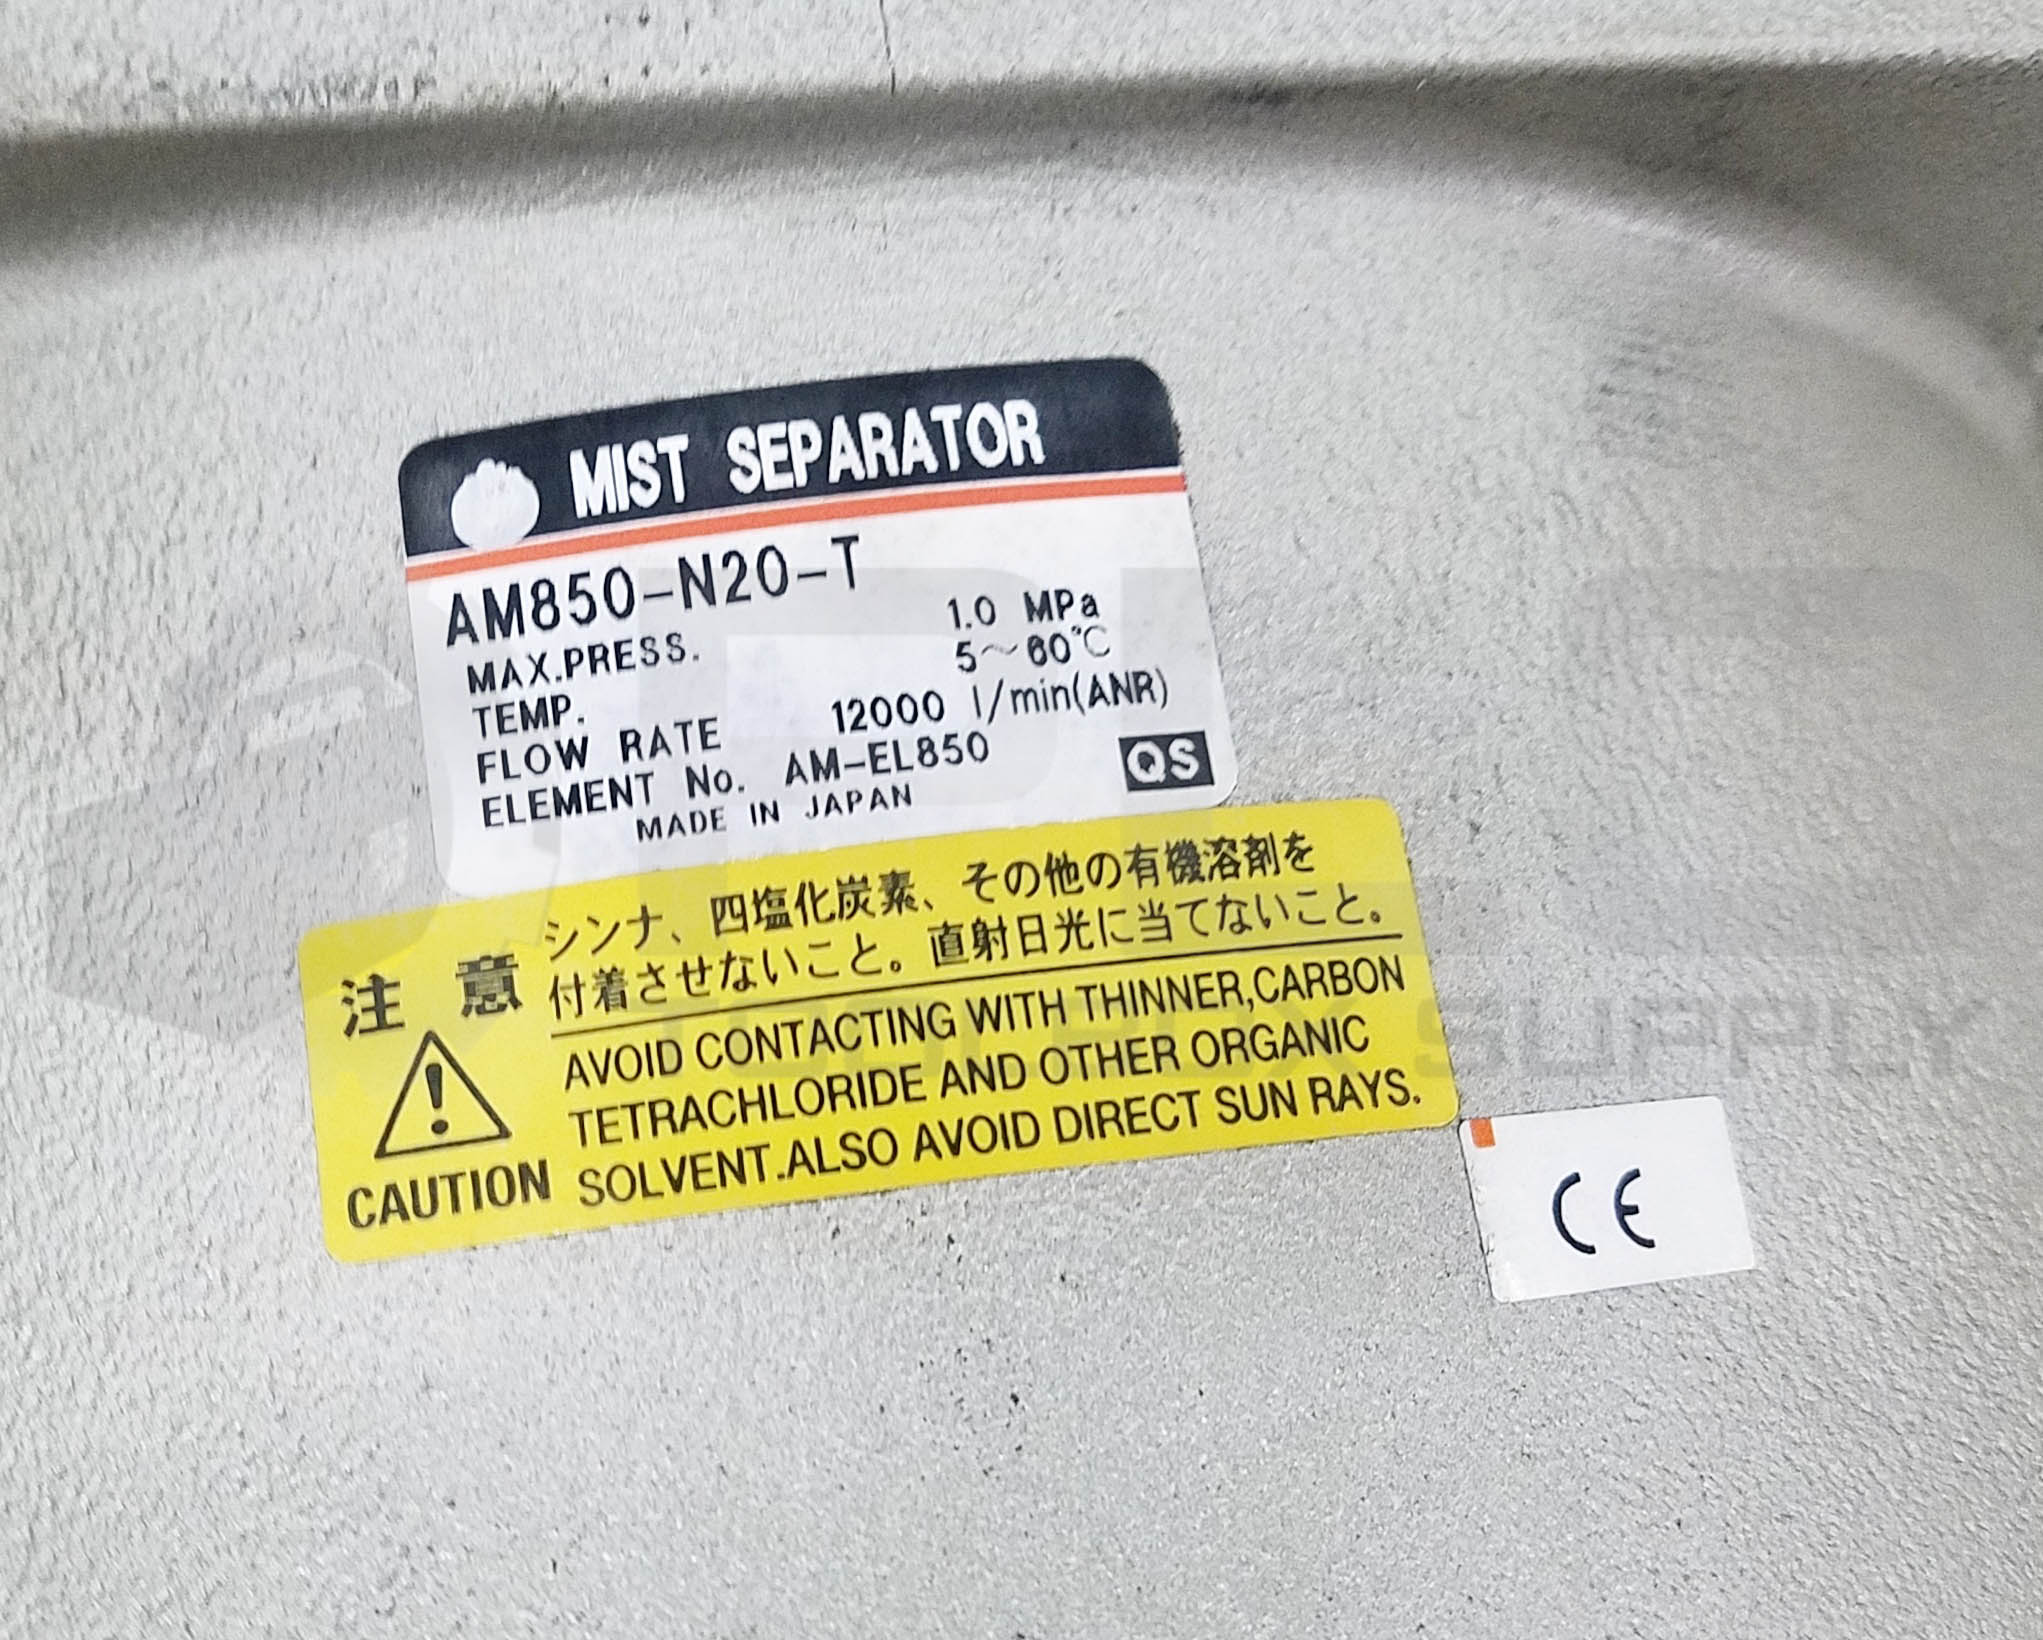 MIST SEPARATOR
AM850-N20-T
MAX.PRESS. 1.0 MPa
TEMP. 5～60℃
FLOW RATE 12000 l/min(ANR)
ELEMENT No. AM-EL850
MADE IN JAPAN
QS
注意
シンナ、四塩化炭素、その他の有機溶剤を
付着させないこと。直射日光に当てないこと。
AVOID CONTACTING WITH THINNER,CARBON
TETRACHLORIDE AND OTHER ORGANIC
SOLVENT.ALSO AVOID DIRECT SUN RAYS.
CAUTION
CE
SUPPLY